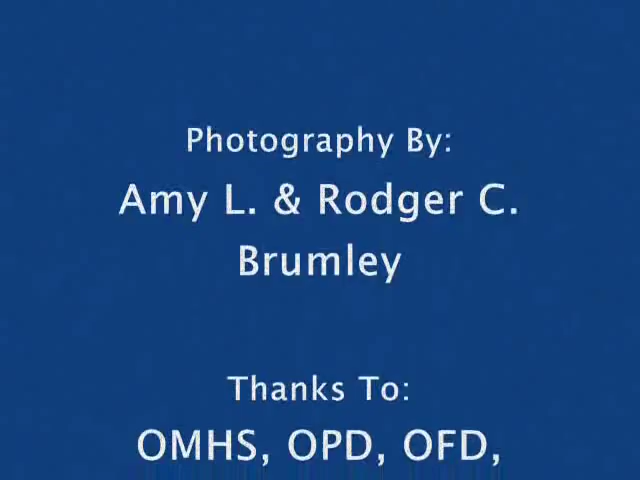 Photography By:
Amy L. & Rodger C.
Brumley
Thanks To:
OMHS, OPD, OFD,